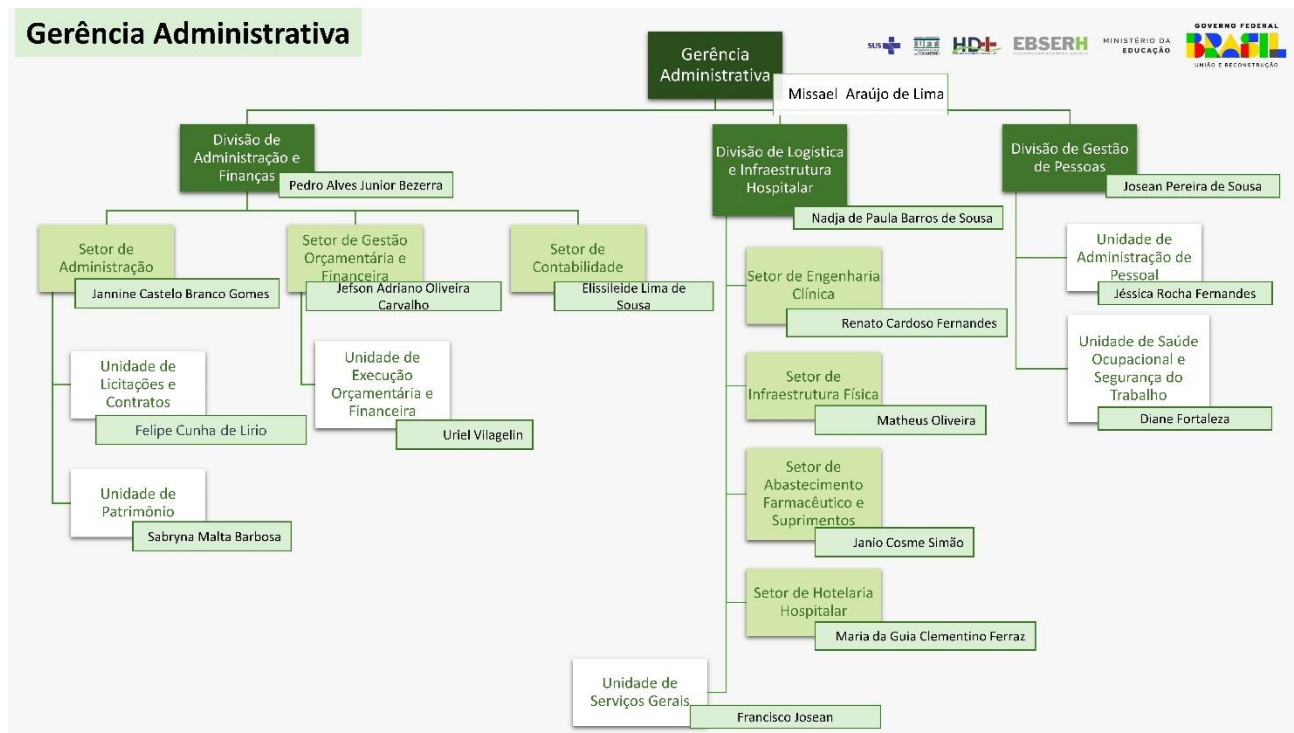 Gerência Administrativa
SUS
UFT
HD+
EBSERH
MINISTÉRIO DA
EDUCAÇÃO
GOVERNO FEDERAL
BRASIL
UNIÃO E RECONSTRUÇÃO
Gerência
Administrativa
Missael Araújo de Lima
Divisão de
Administração e
Finanças
Pedro Alves Junior Bezerra
Divisão de Logística
e Infraestrutura
Hospitalar
Nadja de Paula Barros de Sousa
Divisão de Gestão
de Pessoas
Josean Pereira de Sousa
Setor de
Administração
Jannine Castelo Branco Gomes
Setor de Gestão
Orçamentária e
Financeira
Jefson Adriano Oliveira
Carvalho
Setor de
Contabilidade
Elissileide Lima de
Sousa
Unidade de
Licitações e
Contratos
Felipe Cunha de Lirio
Unidade de
Patrimônio
Sabryna Malta Barbosa
Unidade de
Execução
Orçamentária e
Financeira
Uriel Vilagelin
Setor de Engenharia
Clínica
Renato Cardoso Fernandes
Setor de
Infraestrutura Física
Matheus Oliveira
Setor de
Abastecimento
Farmacêutico e
Suprimentos
Janio Cosme Simão
Setor de Hotelaria
Hospitalar
Maria da Guia Clementino Ferraz
Unidade de
Serviços Gerais
Francisco Josean
Unidade de
Administração de
Pessoal
Jéssica Rocha Fernandes
Unidade de Saúde
Ocupacional e
Segurança do
Trabalho
Diane Fortaleza